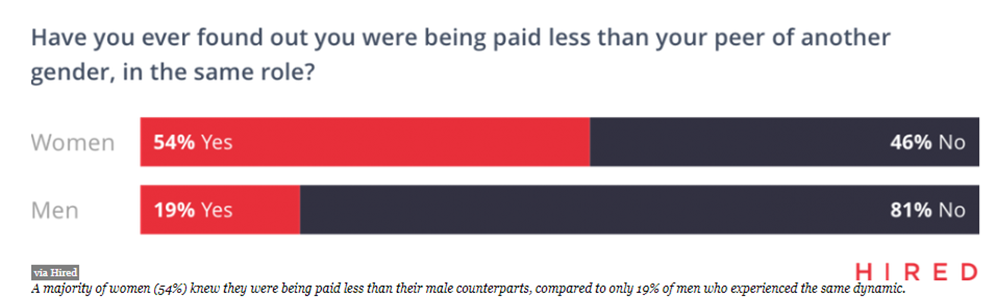 Have you ever found out you were being paid less than your peer of another
gender, in the same role?
Women 54% Yes 46% No
Men 19% Yes 81% No
HIRED
via Hired
A majority of women (54%) knew they were being paid less than their male counterparts, compared to only 19% of men who experienced the same dynamic.